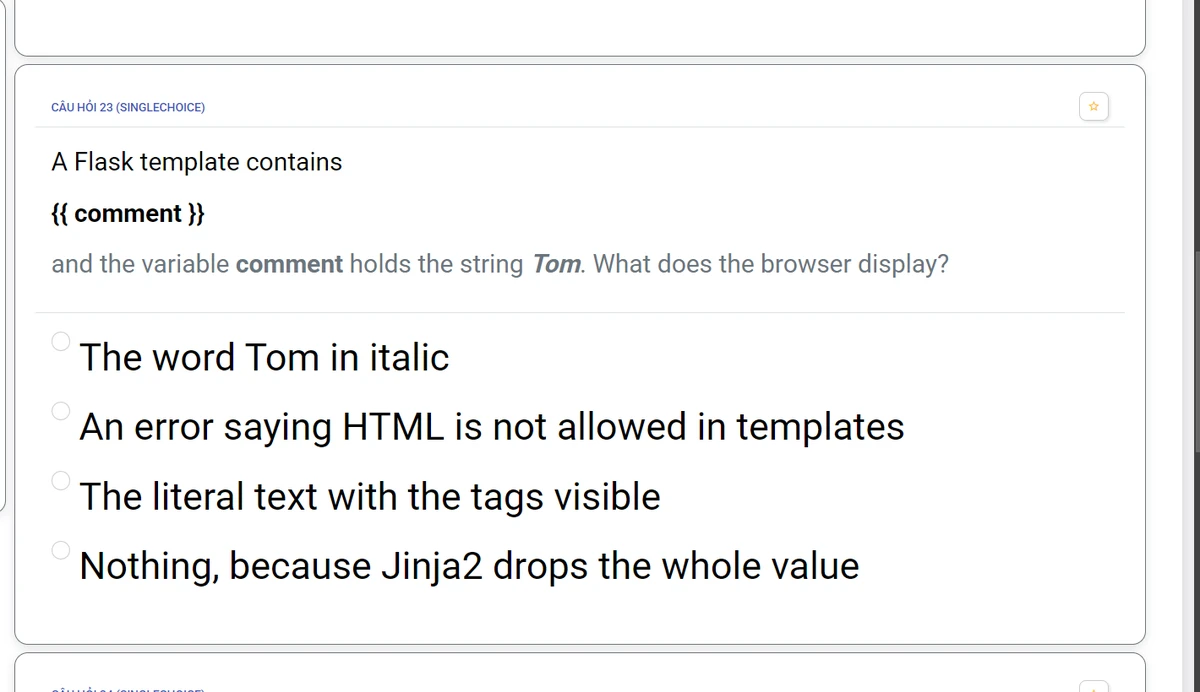 CÂU HỎI 23 (SINGLECHOICE)
A Flask template contains
{{ comment }}
and the variable comment holds the string Tom. What does the browser display?
The word Tom in italic
An error saying HTML is not allowed in templates
The literal text with the tags visible
Nothing, because Jinja2 drops the whole value